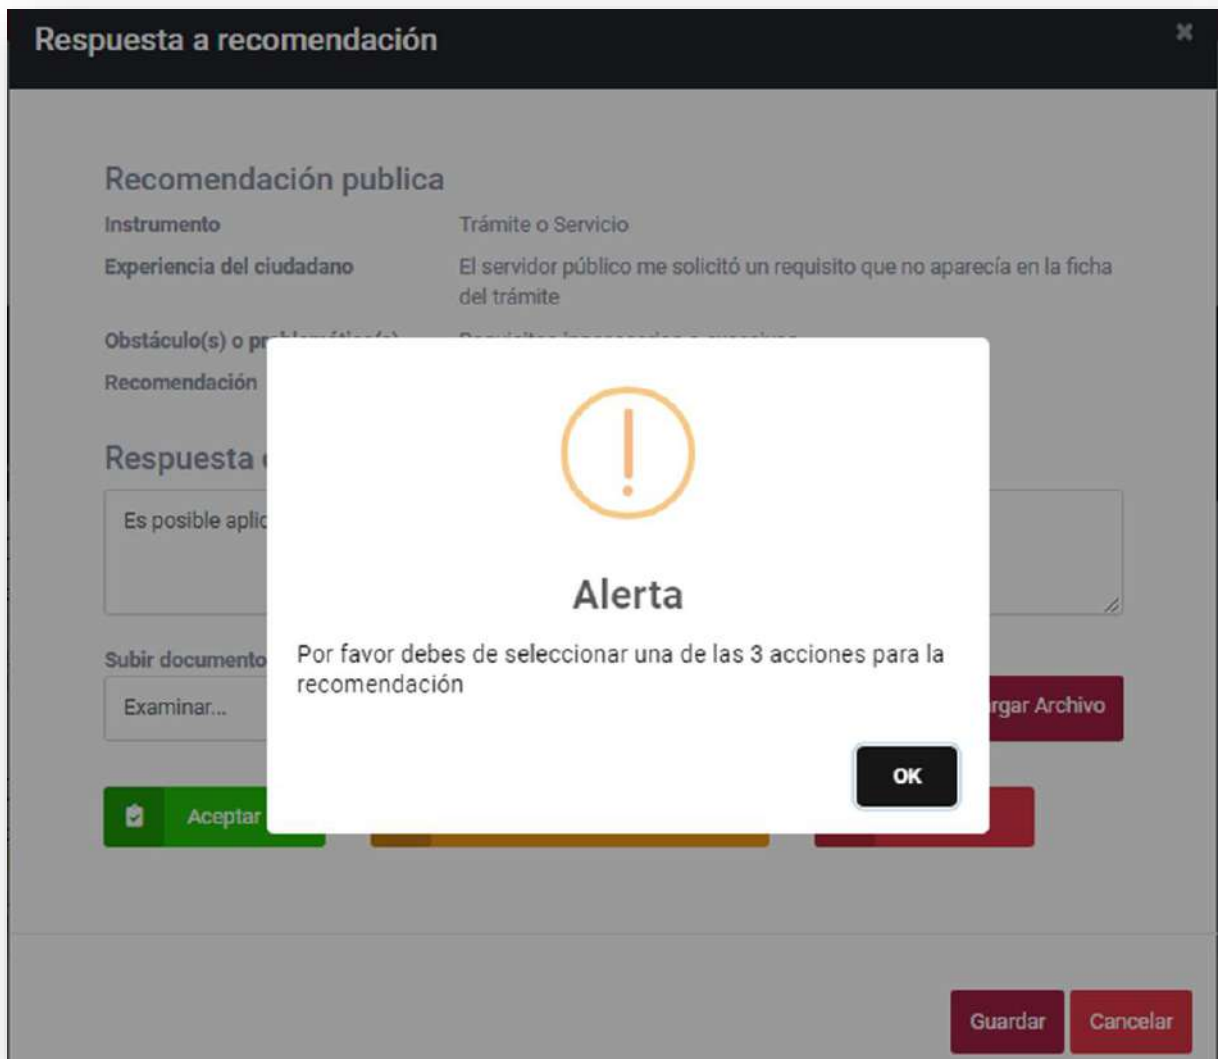 Respuesta a recomendación
Recomendación publica
Instrumento Trámite o Servicio
Experiencia del ciudadano El servidor público me solicitó un requisito que no aparecía en la ficha
del trámite
Obstáculo(s) o
Recomendación
Respuesta
Es posible
Alerta
Por favor debes de seleccionar una de las 3 acciones para la
recomendación
OK
Subir documento
Examinar...
Archivo
Aceptar
Guardar Cancelar